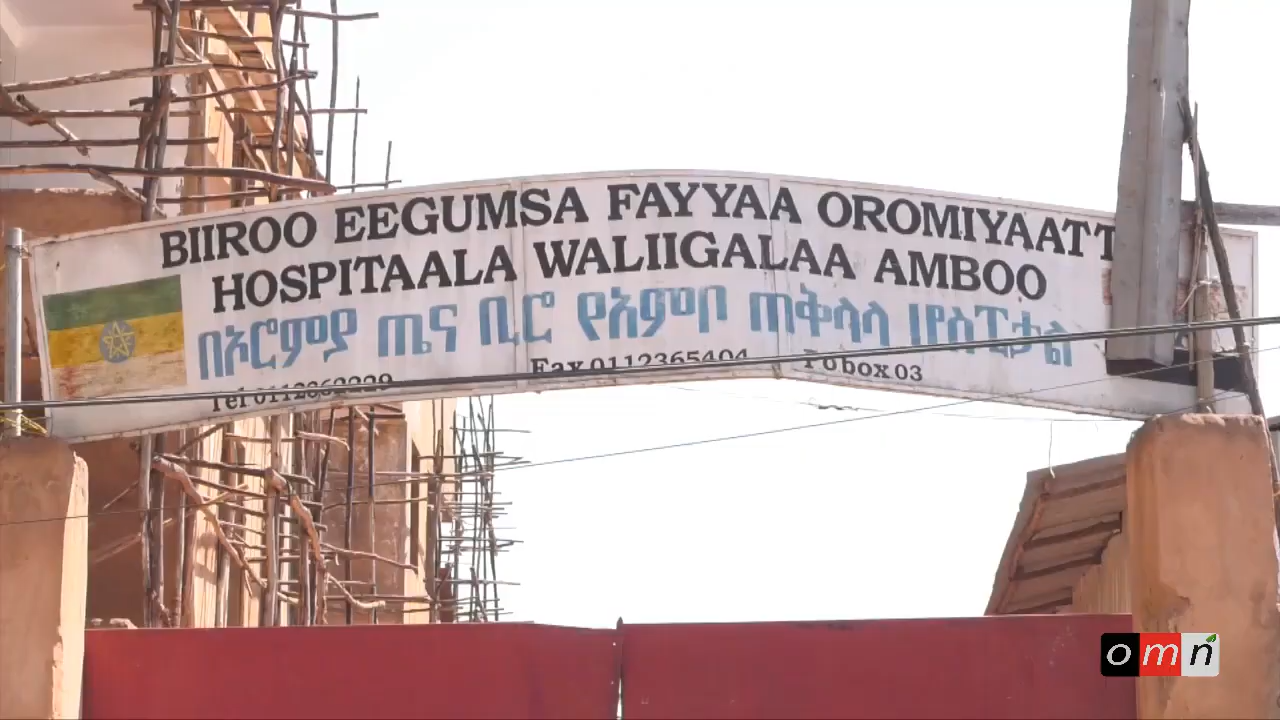 BIIROO EEGUMSA FAYYAA OROMIYAATT
HOSPITAALA WALIIGALAA AMBOO
በኦሮምያ ጤና ቢሮ የአምቦ ጠቅላላ ሆስፒታል
Tel Fax 0112365404 Pobox 03
omn